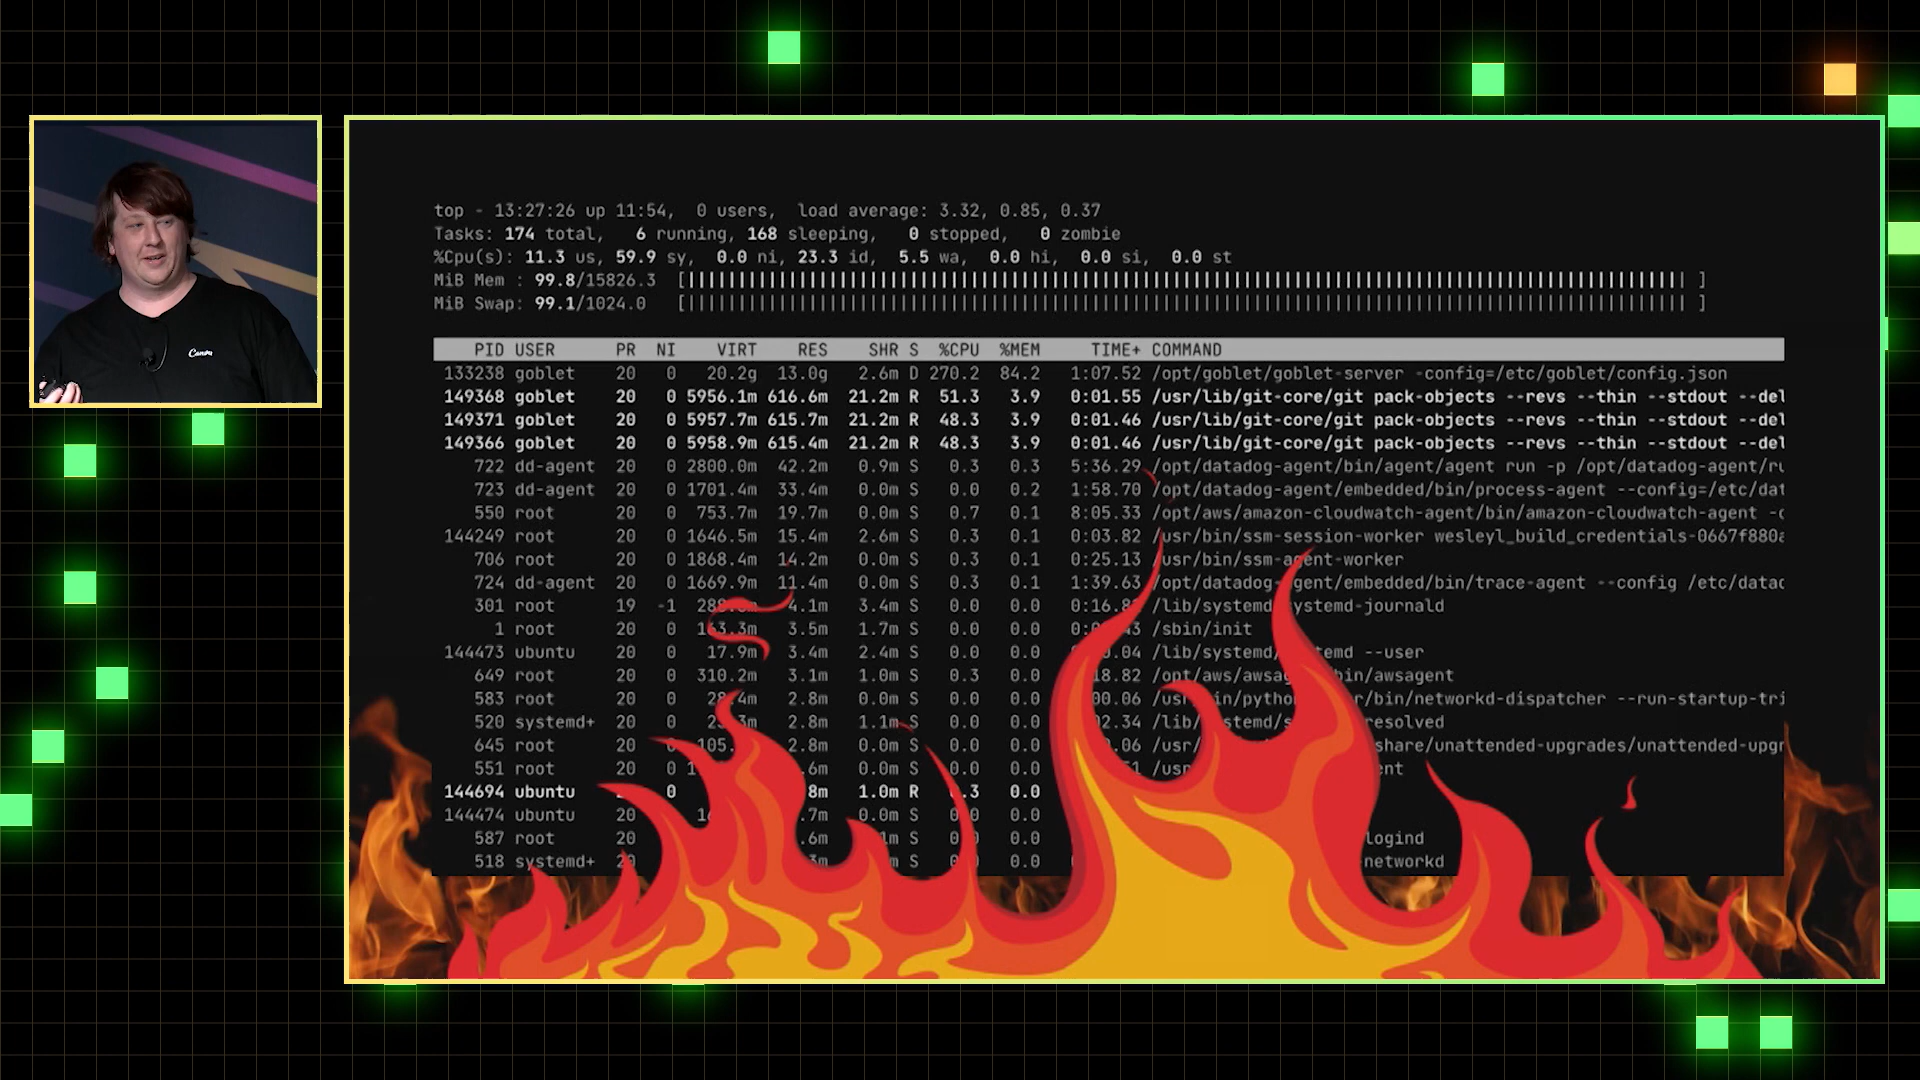 Canva
top - 13:27:26 up 11:54,  0 users,  load average: 3.32, 0.85, 0.37
Tasks: 174 total,   6 running, 168 sleeping,   0 stopped,   0 zombie
%Cpu(s): 11.3 us, 59.9 sy,  0.0 ni, 23.3 id,  5.5 wa,  0.0 hi,  0.0 si,  0.0 st
MiB Mem : 99.8/15826.3
MiB Swap: 99.1/1024.0
PID USER PR NI VIRT RES SHR S %CPU %MEM TIME+ COMMAND
133238 goblet 20 0 20.2g 13.0g 2.6m D 270.2 84.2 1:07.52 /opt/goblet/goblet-server -config=/etc/goblet/config.json
149368 goblet 20 0 5956.1m 616.6m 21.2m R 51.3 3.9 0:01.55 /usr/lib/git-core/git pack-objects --revs --thin --stdout --del
149371 goblet 20 0 5957.7m 615.7m 21.2m R 48.3 3.9 0:01.46 /usr/lib/git-core/git pack-objects --revs --thin --stdout --del
149366 goblet 20 0 5958.9m 615.4m 21.2m R 48.3 3.9 0:01.46 /usr/lib/git-core/git pack-objects --revs --thin --stdout --del
722 dd-agent 20 0 2800.0m 42.2m 0.9m S 0.3 0.3 5:36.29 /opt/datadog-agent/bin/agent/agent run -p /opt/datadog-agent/ru
723 dd-agent 20 0 1701.4m 33.4m 0.0m S 0.0 0.2 1:58.70 /opt/datadog-agent/embedded/bin/process-agent --config=/etc/dat
550 root 20 0 753.7m 19.7m 0.0m S 0.7 0.1 8:05.33 /opt/aws/amazon-cloudwatch-agent/bin/amazon-cloudwatch-agent -c
144249 root 20 0 1646.5m 15.4m 2.6m S 0.3 0.1 0:03.82 /usr/bin/ssm-session-worker wesleyl_build_credentials-0667f880a
706 root 20 0 1868.4m 14.2m 0.0m S 0.3 0.1 0:25.13 /usr/bin/ssm-agent-worker
724 dd-agent 20 0 1669.9m 11.4m 0.0m S 0.3 0.1 1:39.63 /opt/datadog-agent/embedded/bin/trace-agent --config /etc/datad
301 root 19 -1 4.1m 3.4m S 0.0 0.0 /lib/systemd/systemd-journald
1 root 20 0 163.3m 3.5m 1.7m S 0.0 0.0 /sbin/init
144473 ubuntu 20 0 17.9m 3.4m 2.4m S 0.0 0.0 /lib/systemd/ --user
649 root 20 0 310.2m 3.1m 1.0m S 0.0 0.0 18.82 /opt/aws/awsagent/bin/awsagent
583 root 20 0 2.8m 0.0m S 0.0 0.0 00.06 /bin/networkd-dispatcher --run-startup-tri
520 systemd+ 20 0 2.8m 1.1m S 0.0 0.0 02.34 /lib/ resolved
645 root 20 105. 2.8m 0.0m S 0.0 0.0 .06 /usr/ share/unattended-upgrades/unattended-upgr
551 root 20 0 .6m 0.0m S 0.0 0.0
144694 ubuntu 0 8m 1.0m R .3 0.0
144474 ubuntu 20 0 .7m 0.0m S 0.0 0.0
587 root 20 .6m S 0.0 logind
518 systemd+ S 0.0 networkd